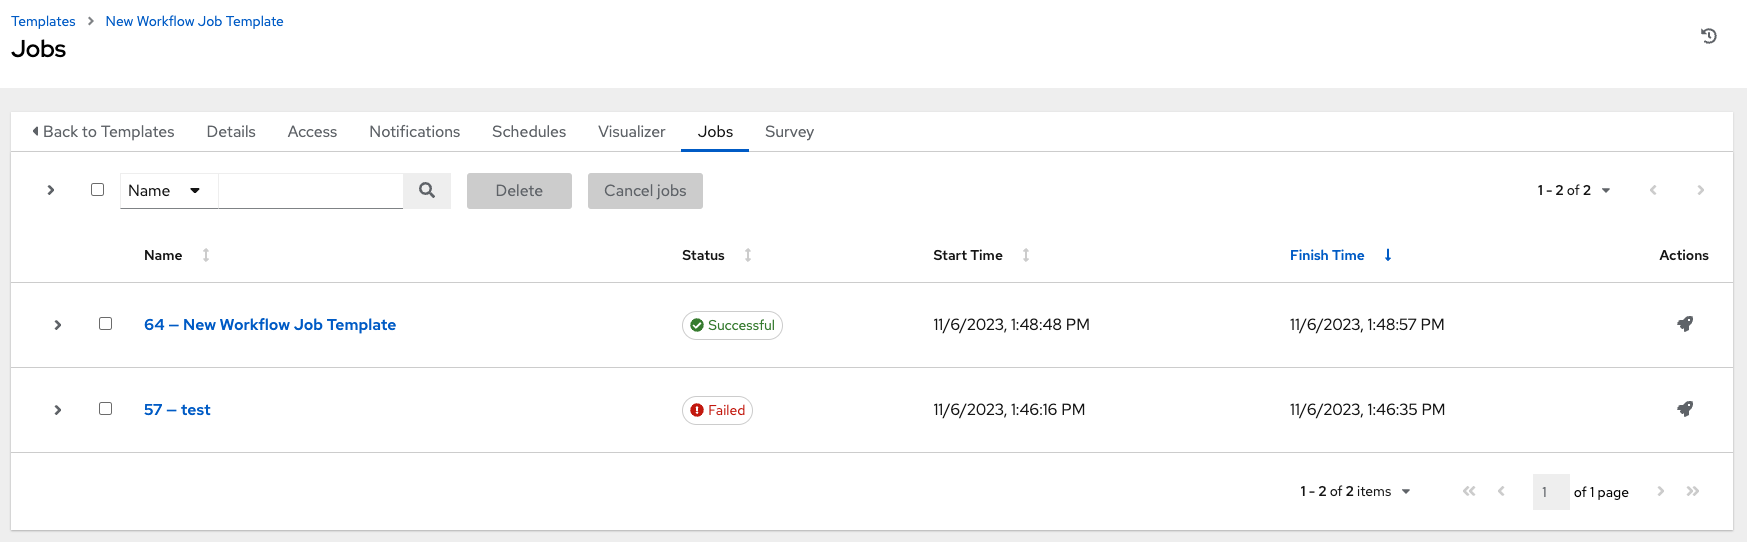 Templates New Workflow Job Template
Jobs
Back to Templates Details Access Notifications Schedules Visualizer Jobs Survey
Name Delete Cancel jobs 1 - 2 of 2
Name Status Start Time Finish Time Actions
64 — New Workflow Job Template Successful 11/6/2023, 1:48:48 PM 11/6/2023, 1:48:57 PM
57 — test Failed 11/6/2023, 1:46:16 PM 11/6/2023, 1:46:35 PM
1 - 2 of 2 items 1 of 1 page